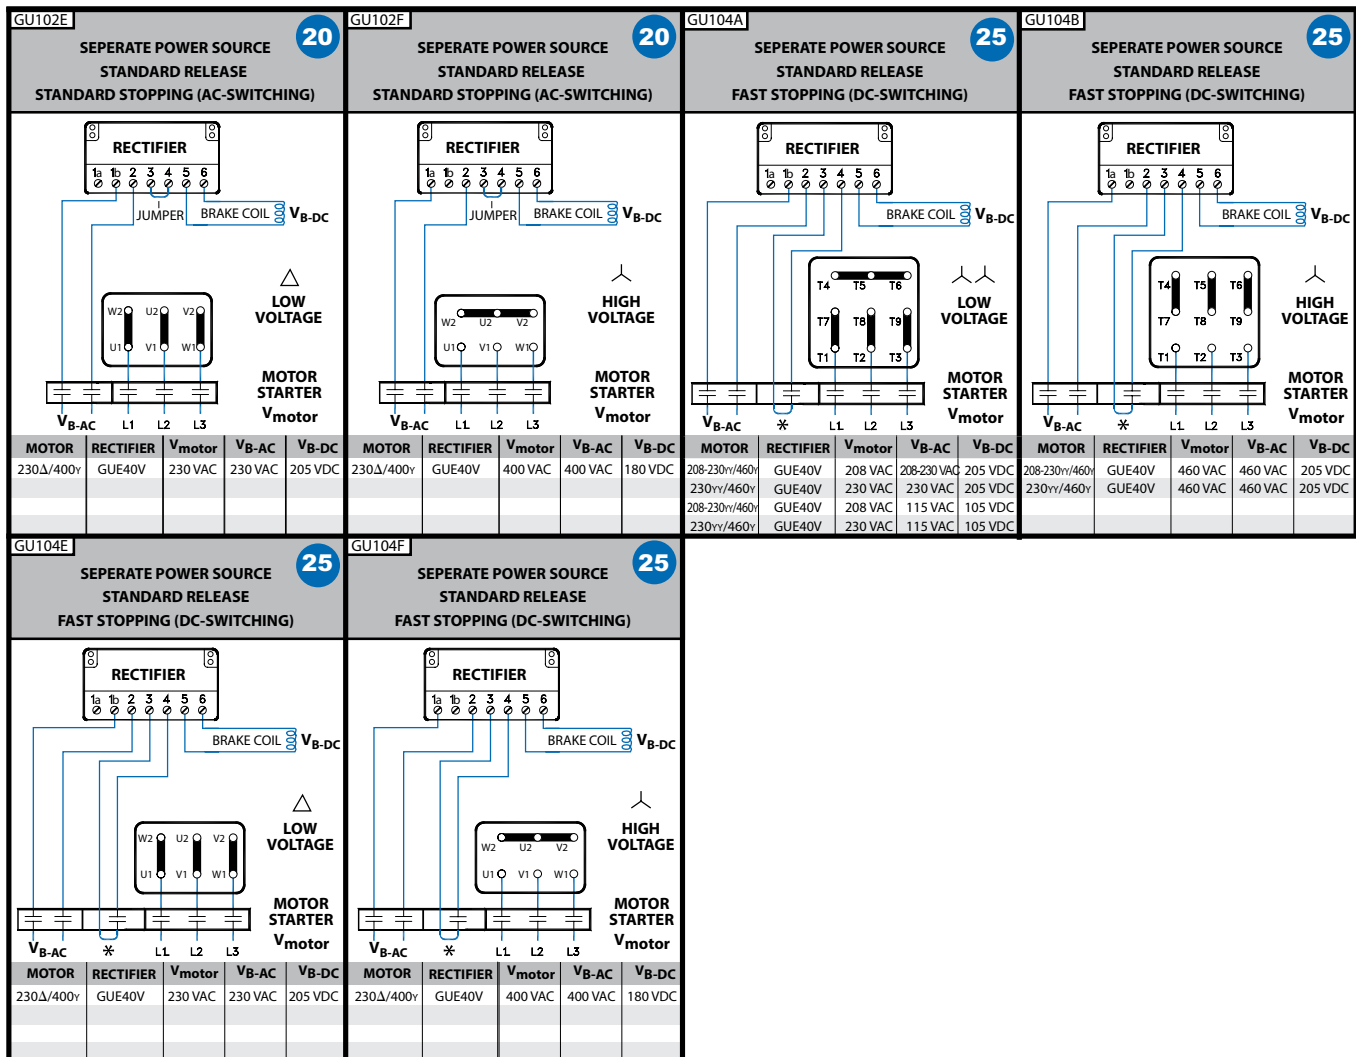 GU102E
20
SEPERATE POWER SOURCE
STANDARD RELEASE
STANDARD STOPPING (AC-SWITCHING)
RECTIFIER
1a 1b 2 3 4 5 6
JUMPER
BRAKE COIL
VB-DC
LOW
VOLTAGE
W2 U2 V2
U1 V1 W1
MOTOR
STARTER
Vmotor
VB-AC L1 L2 L3
MOTOR RECTIFIER Vmotor VB-AC VB-DC
230Δ/400Y GUE40V 230 VAC 230 VAC 205 VDC
GU102F
20
SEPERATE POWER SOURCE
STANDARD RELEASE
STANDARD STOPPING (AC-SWITCHING)
RECTIFIER
1a 1b 2 3 4 5 6
JUMPER
BRAKE COIL
VB-DC
HIGH
VOLTAGE
W2 U2 V2
U1 V1 W1
MOTOR
STARTER
Vmotor
VB-AC L1 L2 L3
MOTOR RECTIFIER Vmotor VB-AC VB-DC
230Δ/400Y GUE40V 400 VAC 400 VAC 180 VDC
GU104A
25
SEPERATE POWER SOURCE
STANDARD RELEASE
FAST STOPPING (DC-SWITCHING)
RECTIFIER
1a 1b 2 3 4 5 6
BRAKE COIL
VB-DC
LOW
VOLTAGE
T4 T5 T6
T7 T8 T9
T1 T2 T3
MOTOR
STARTER
Vmotor
VB-AC * L1 L2 L3
MOTOR RECTIFIER Vmotor VB-AC VB-DC
208-230YY/460Y GUE40V 208 VAC 208-230 VAC 205 VDC
230YY/460Y GUE40V 230 VAC 230 VAC 205 VDC
208-230YY/460Y GUE40V 208 VAC 115 VAC 105 VDC
230YY/460Y GUE40V 230 VAC 115 VAC 105 VDC
GU104B
25
SEPERATE POWER SOURCE
STANDARD RELEASE
FAST STOPPING (DC-SWITCHING)
RECTIFIER
1a 1b 2 3 4 5 6
BRAKE COIL
VB-DC
HIGH
VOLTAGE
T4 T5 T6
T7 T8 T9
T1 T2 T3
MOTOR
STARTER
Vmotor
VB-AC * L1 L2 L3
MOTOR RECTIFIER Vmotor VB-AC VB-DC
208-230YY/460Y GUE40V 460 VAC 460 VAC 205 VDC
230YY/460Y GUE40V 460 VAC 460 VAC 205 VDC
GU104E
25
SEPERATE POWER SOURCE
STANDARD RELEASE
FAST STOPPING (DC-SWITCHING)
RECTIFIER
1a 1b 2 3 4 5 6
BRAKE COIL
VB-DC
LOW
VOLTAGE
W2 U2 V2
U1 V1 W1
MOTOR
STARTER
Vmotor
VB-AC * L1 L2 L3
MOTOR RECTIFIER Vmotor VB-AC VB-DC
230Δ/400Y GUE40V 230 VAC 230 VAC 205 VDC
GU104F
25
SEPERATE POWER SOURCE
STANDARD RELEASE
FAST STOPPING (DC-SWITCHING)
RECTIFIER
1a 1b 2 3 4 5 6
BRAKE COIL
VB-DC
HIGH
VOLTAGE
W2 U2 V2
U1 V1 W1
MOTOR
STARTER
Vmotor
VB-AC * L1 L2 L3
MOTOR RECTIFIER Vmotor VB-AC VB-DC
230Δ/400Y GUE40V 400 VAC 400 VAC 180 VDC